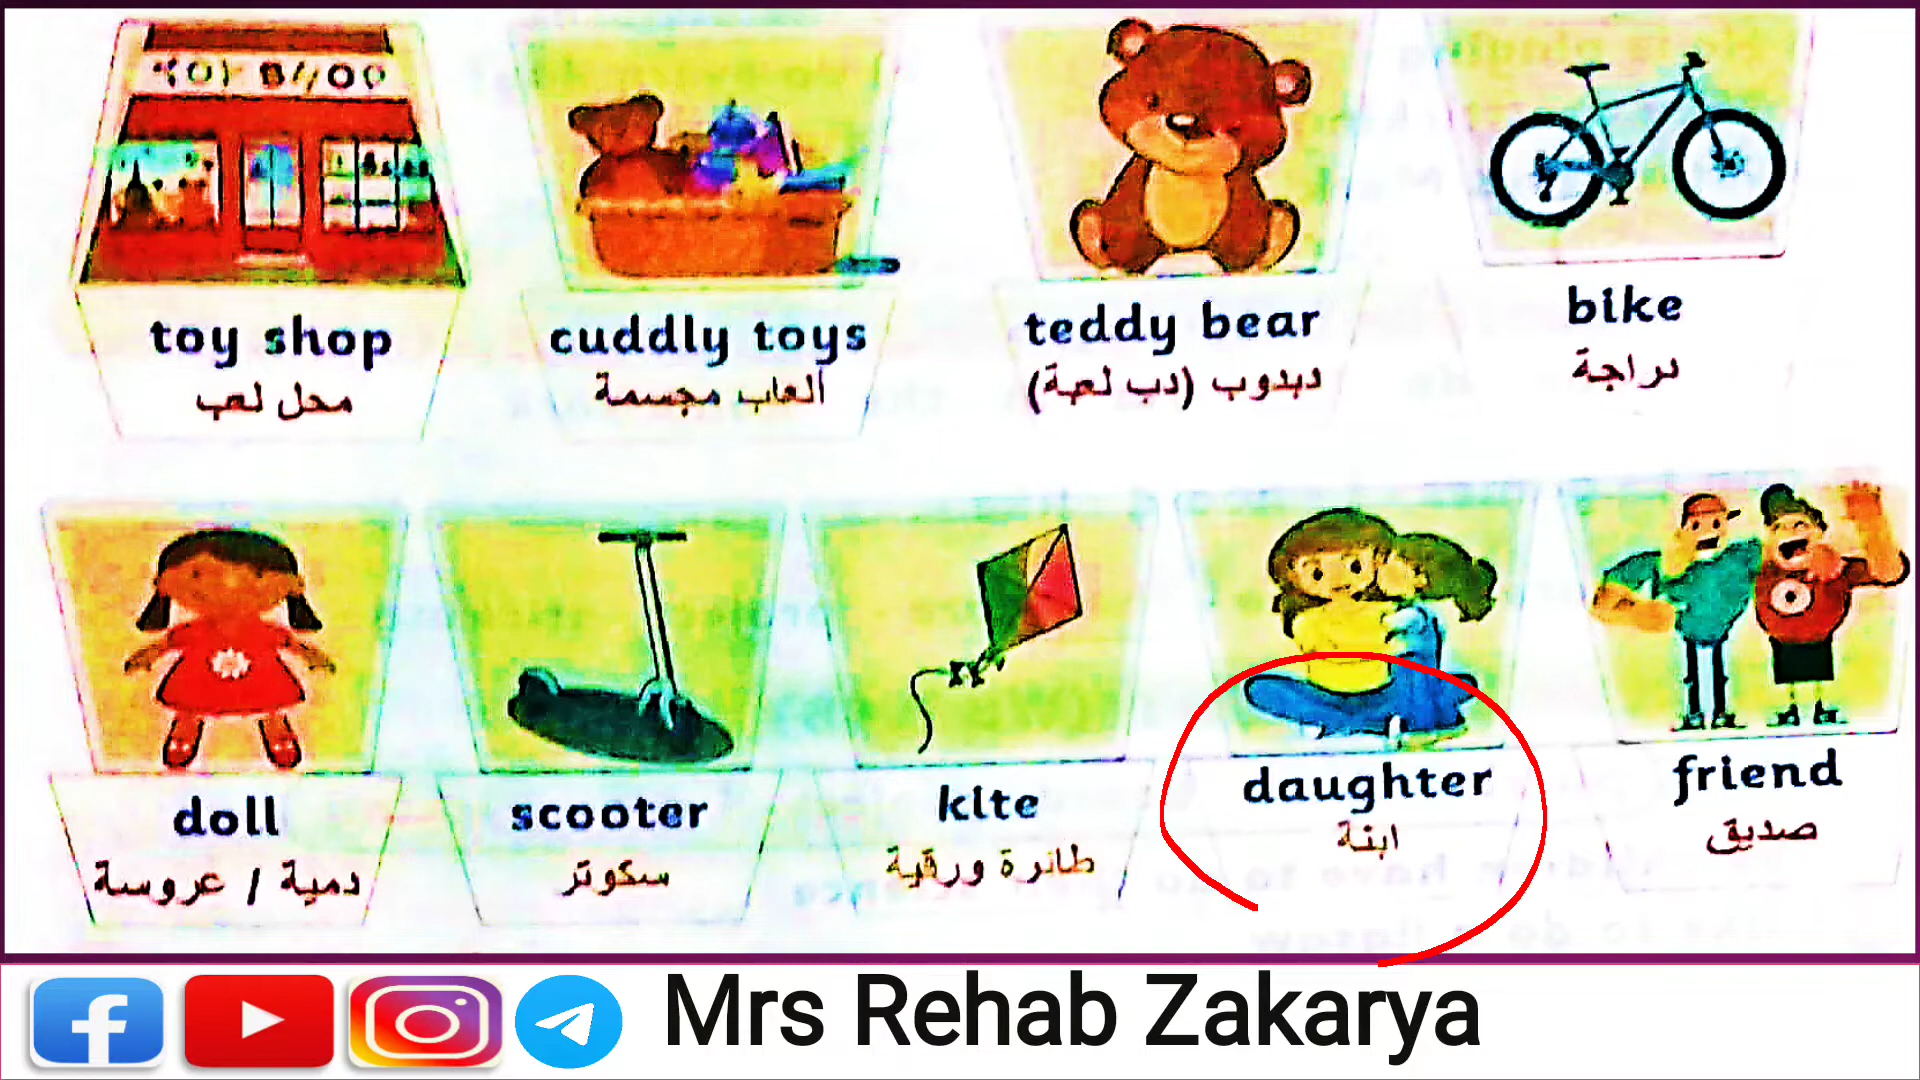 toy shop
محل لعب
cuddly toys
ألعاب مجسمة
teddy bear
دبدوب (دب لعبة)
bike
دراجة
doll
دمية / عروسة
scooter
سكوتر
kite
طائرة ورقية
daughter
ابنة
friend
صديق
Mrs Rehab Zakarya